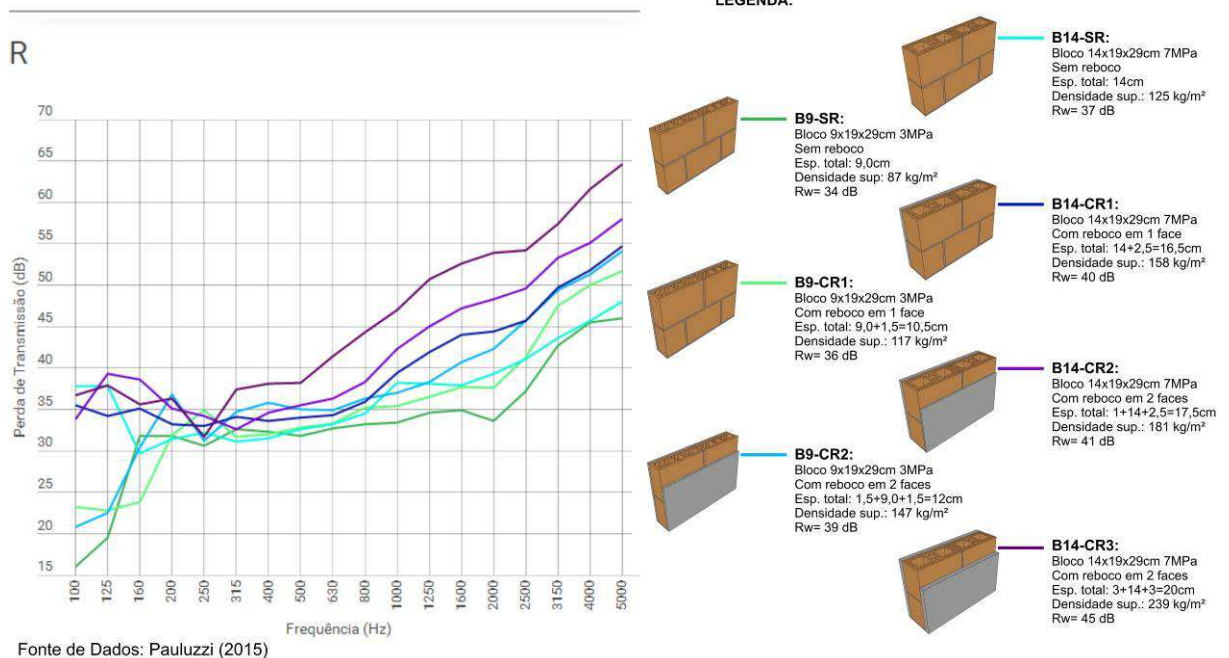 LEGENDA:
R
70
65
60
55
50
45
40
35
30
25
20
15
Perda de Transmissão (dB)
100
125
160
200
250
315
400
500
630
800
1000
1250
1600
2000
2500
3150
4000
5000
Frequência (Hz)
Fonte de Dados: Pauluzzi (2015)
B9-SR:
Bloco 9x19x29cm 3MPa
Sem reboco
Esp. total: 9,0cm
Densidade sup: 87 kg/m²
Rw= 34 dB
B9-CR1:
Bloco 9x19x29cm 3MPa
Com reboco em 1 face
Esp. total: 9,0+1,5=10,5cm
Densidade sup.: 117 kg/m²
Rw= 36 dB
B9-CR2:
Bloco 9x19x29cm 3MPa
Com reboco em 2 faces
Esp. total: 1,5+9,0+1,5=12cm
Densidade sup.: 147 kg/m²
Rw= 39 dB
B14-SR:
Bloco 14x19x29cm 7MPa
Sem reboco
Esp. total: 14cm
Densidade sup.: 125 kg/m²
Rw= 37 dB
B14-CR1:
Bloco 14x19x29cm 7MPa
Com reboco em 1 face
Esp. total: 14+2,5=16,5cm
Densidade sup.: 158 kg/m²
Rw= 40 dB
B14-CR2:
Bloco 14x19x29cm 7MPa
Com reboco em 2 faces
Esp. total: 1+14+2,5=17,5cm
Densidade sup.: 181 kg/m²
Rw= 41 dB
B14-CR3:
Bloco 14x19x29cm 7MPa
Com reboco em 2 faces
Esp. total: 3+14+3=20cm
Densidade sup.: 239 kg/m²
Rw= 45 dB